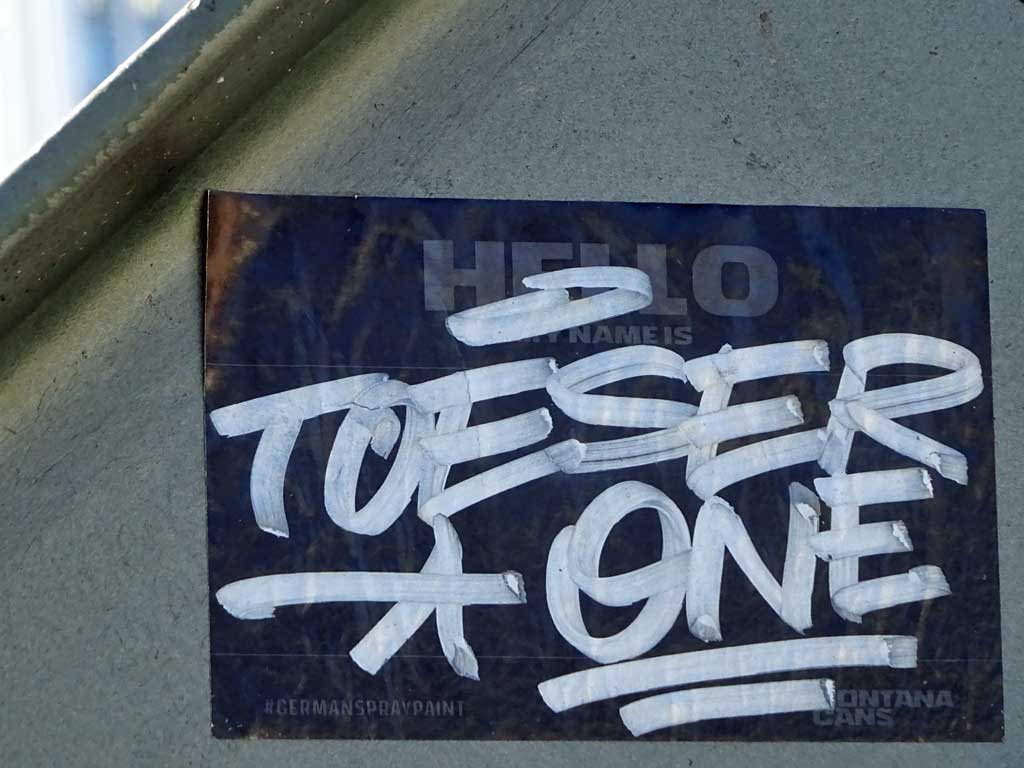 HELLO
MY NAME IS
TOESER
ONE
#GERMANSPRAYPAINT
MONTANA
CANS